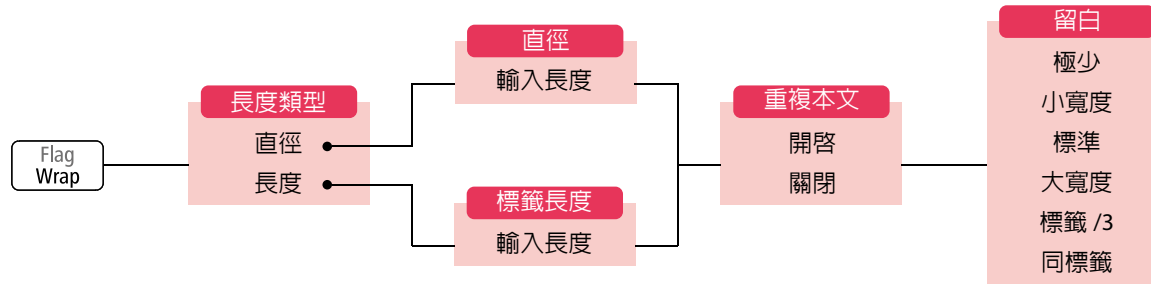 Flag
Wrap
長度類型
直徑
長度
直徑
輸入長度
標籤長度
輸入長度
重複本文
開啓
關閉
留白
極少
小寬度
標準
大寬度
標籤 /3
同標籤